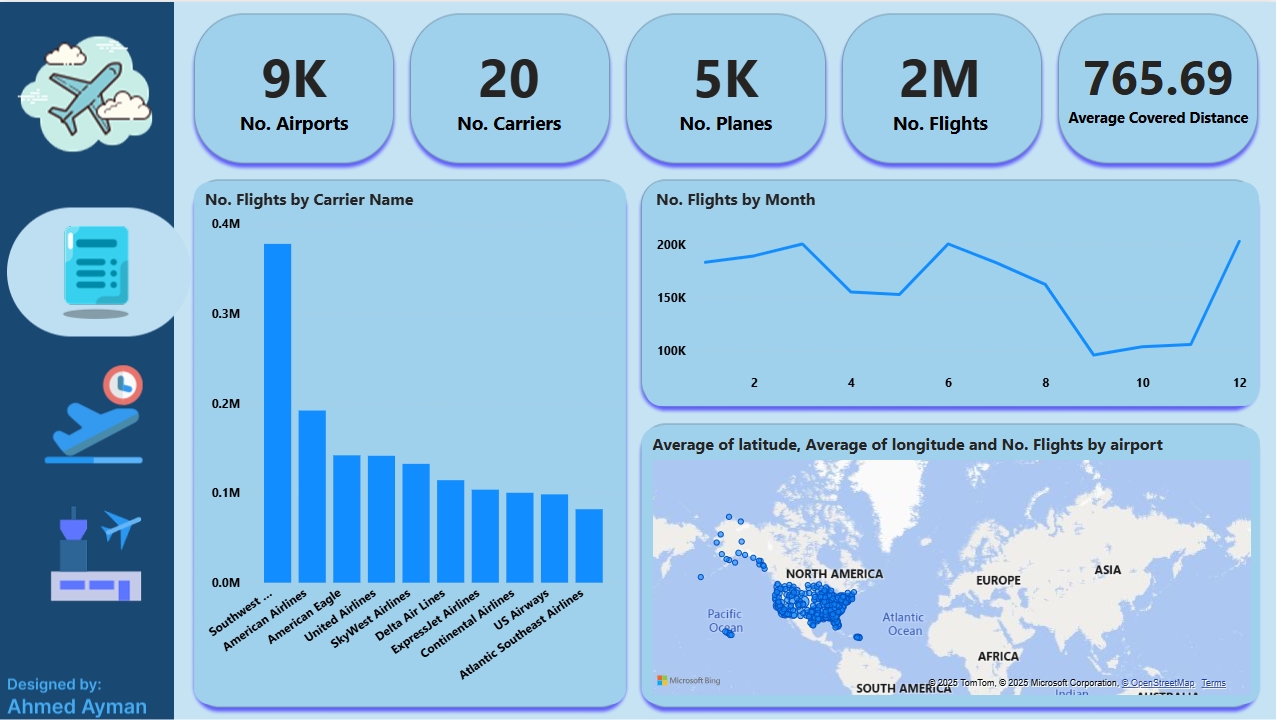 9K
No. Airports
20
No. Carriers
5K
No. Planes
2M
No. Flights
765.69
Average Covered Distance
No. Flights by Carrier Name
0.4M
0.3M
0.2M
0.1M
0.0M
Southwest ...
American Airlines
American Eagle
United Airlines
SkyWest Airlines
Delta Air Lines
ExpressJet Airlines
Continental Airlines
US Airways
Atlantic Southeast Airlines
No. Flights by Month
200K
150K
100K
2 4 6 8 10 12
Average of latitude, Average of longitude and No. Flights by airport
NORTH AMERICA
EUROPE
ASIA
Pacific
Ocean
Atlantic
Ocean
AFRICA
SOUTH AMERICA
Microsoft Bing
© 2025 TomTom, © 2025 Microsoft Corporation, © OpenStreetMap Terms
Indian
AUSTRALIA
Designed by:
Ahmed Ayman